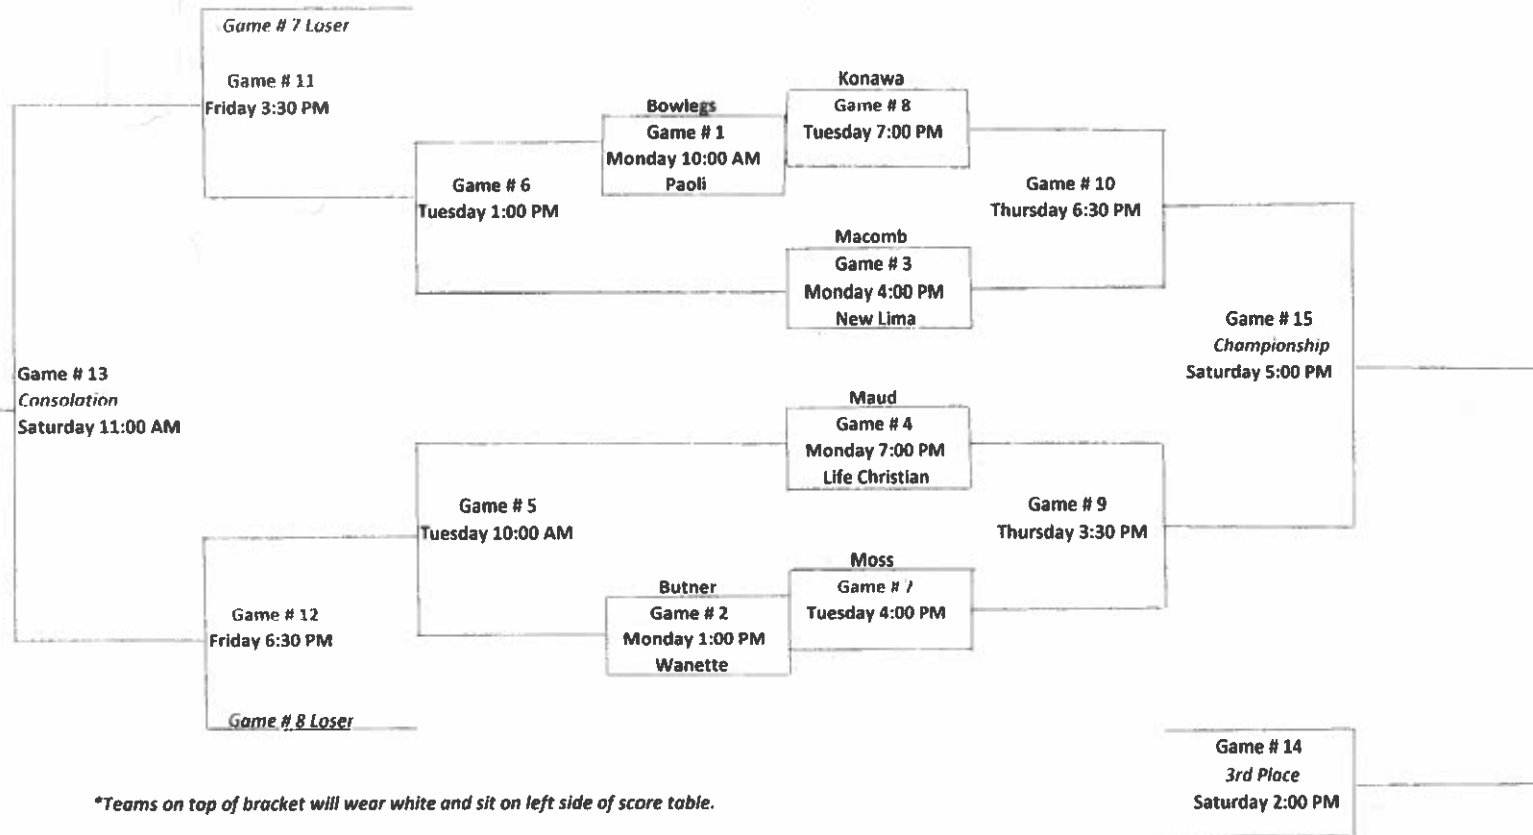 Game # 7 Loser
Game # 11
Friday 3:30 PM
Konawa
Game # 8
Tuesday 7:00 PM
Bowlegs
Game # 1
Monday 10:00 AM
Paoli
Game # 6
Tuesday 1:00 PM
Game # 10
Thursday 6:30 PM
Macomb
Game # 3
Monday 4:00 PM
New Lima
Game # 15
Championship
Saturday 5:00 PM
Game # 13
Consolation
Saturday 11:00 AM
Maud
Game # 4
Monday 7:00 PM
Life Christian
Game # 5
Tuesday 10:00 AM
Game # 9
Thursday 3:30 PM
Moss
Game # 7
Tuesday 4:00 PM
Butner
Game # 2
Monday 1:00 PM
Wanette
Game # 12
Friday 6:30 PM
Game # 8 Loser
Game # 14
3rd Place
Saturday 2:00 PM
*Teams on top of bracket will wear white and sit on left side of score table.